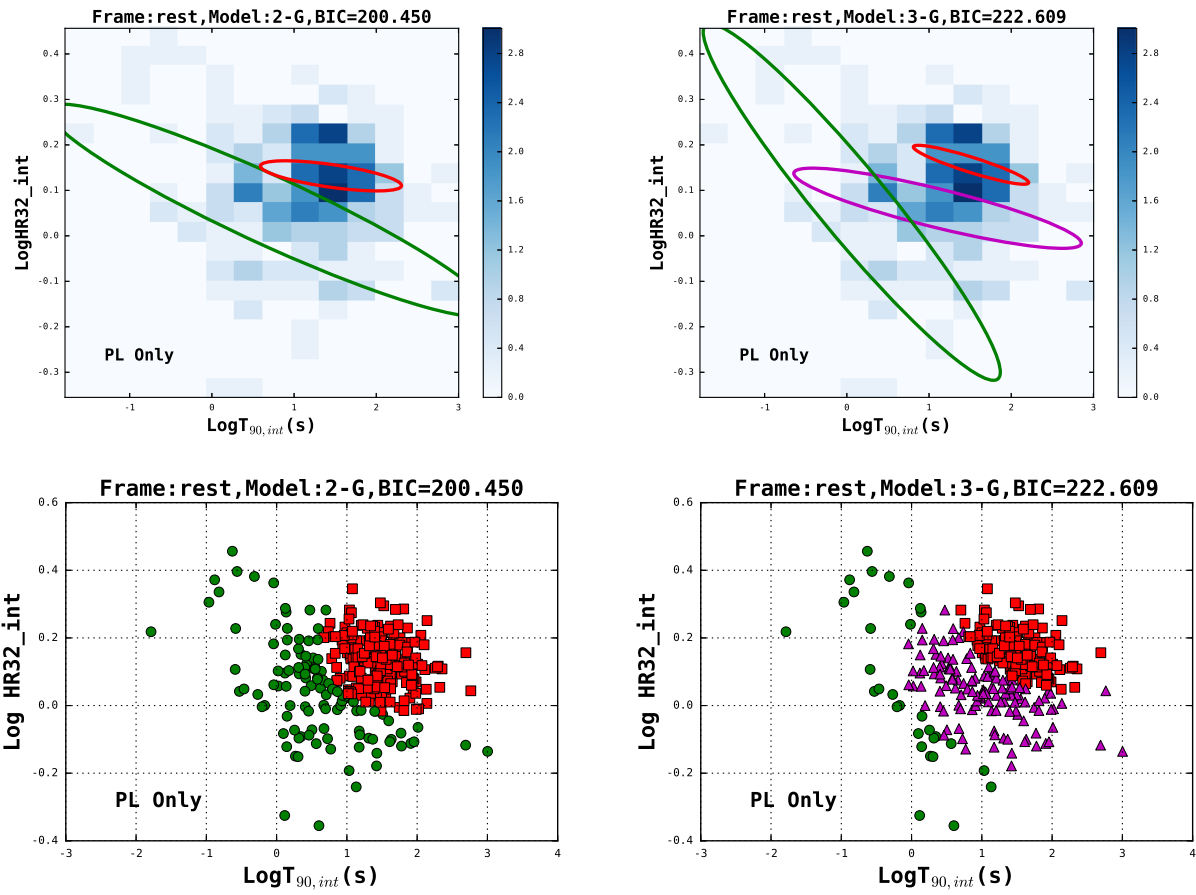 Frame:rest,Model:2-G,BIC=200.450
0.4
0.3
0.2
0.1
0.0
-0.1
-0.2
-0.3
LogHR32_int
PL Only
-1 0 1 2 3
LogT90,int(s)
2.8
2.4
2.0
1.6
1.2
0.8
0.4
0.0
Frame:rest,Model:3-G,BIC=222.609
0.4
0.3
0.2
0.1
0.0
-0.1
-0.2
-0.3
LogHR32_int
PL Only
-1 0 1 2 3
LogT90,int(s)
2.8
2.4
2.0
1.6
1.2
0.8
0.4
0.0
Frame:rest,Model:2-G,BIC=200.450
0.6
0.4
0.2
0.0
-0.2
-0.4
Log HR32_int
PL Only
-3 -2 -1 0 1 2 3 4
LogT90,int(s)
Frame:rest,Model:3-G,BIC=222.609
0.6
0.4
0.2
0.0
-0.2
-0.4
Log HR32_int
PL Only
-3 -2 -1 0 1 2 3 4
LogT90,int(s)